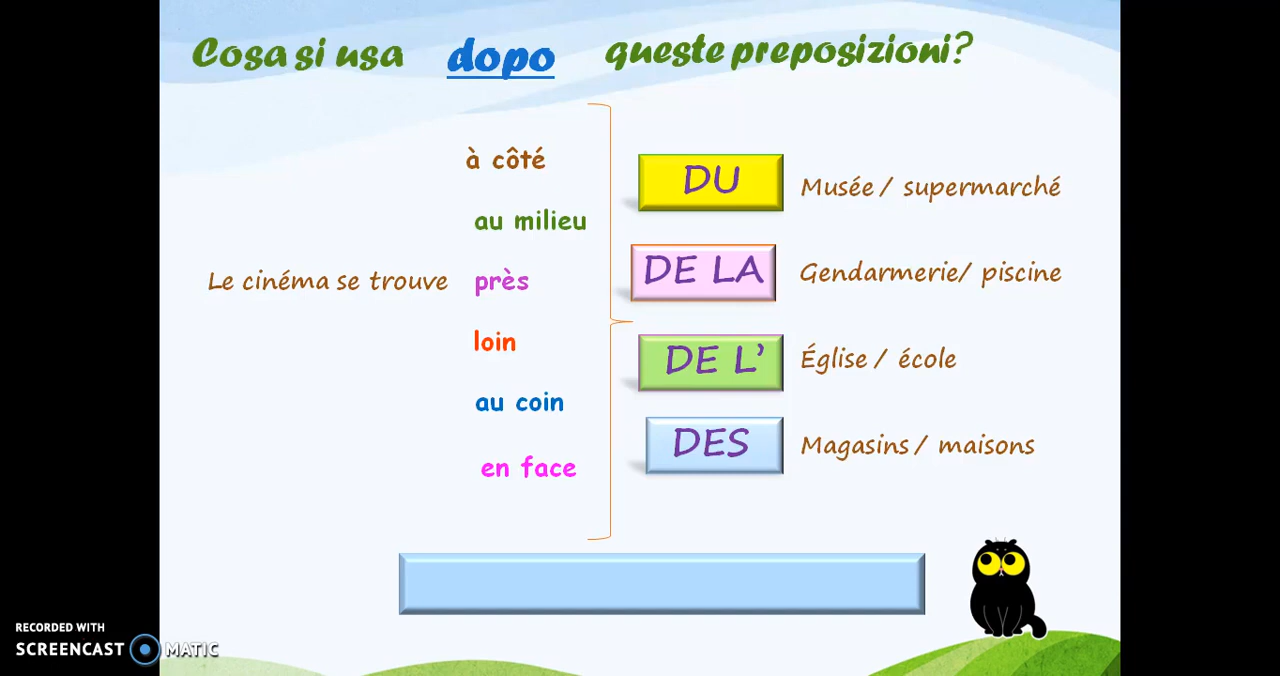 Cosa si usa dopo queste preposizioni?
à côté
au milieu
Le cinéma se trouve près
loin
au coin
en face
DU Musée / supermarché
DE LA Gendarmerie/ piscine
DE L’ Église / école
DES Magasins / maisons
RECORDED WITH
SCREENCAST MATIC